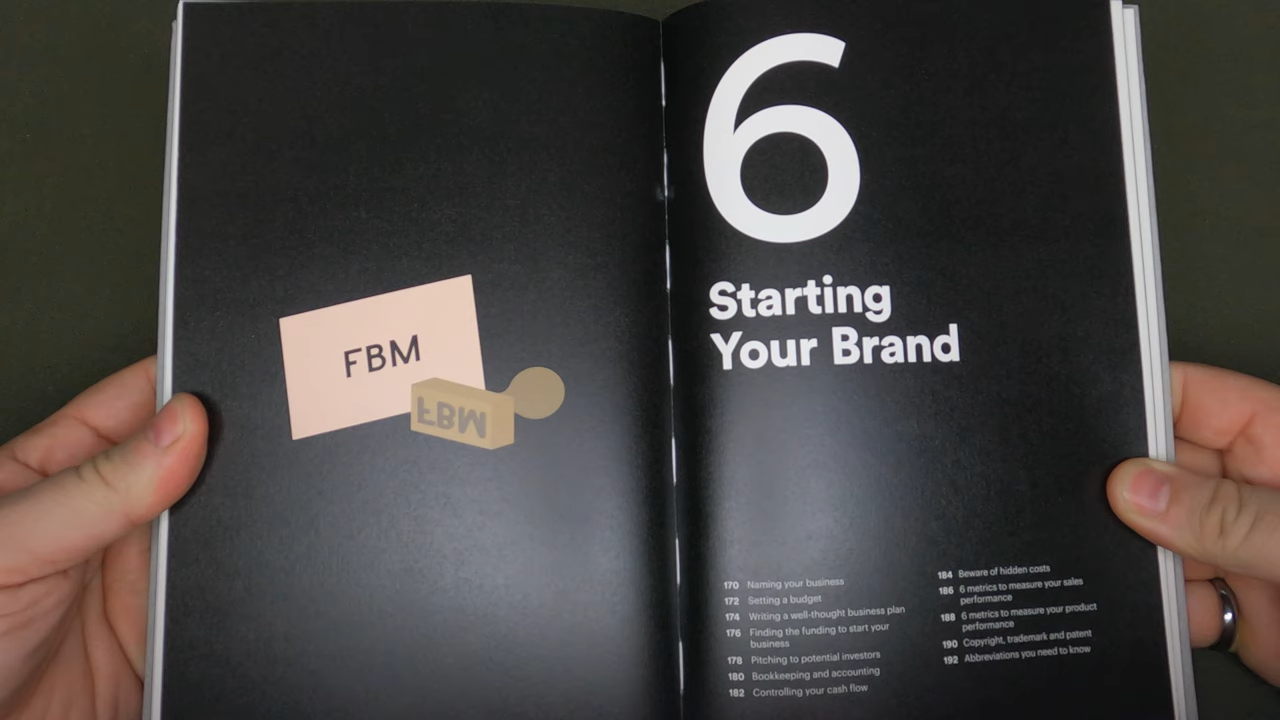 FBM
FBM
6
Starting
Your Brand
170 Naming your business
172 Setting a budget
174 Writing a well-thought business plan
176 Finding the funding to start your
business
178 Pitching to potential investors
180 Bookkeeping and accounting
182 Controlling your cash flow
184 Beware of hidden costs
186 6 metrics to measure your sales
performance
188 6 metrics to measure your product
performance
190 Copyright, trademark and patent
192 Abbreviations you need to know